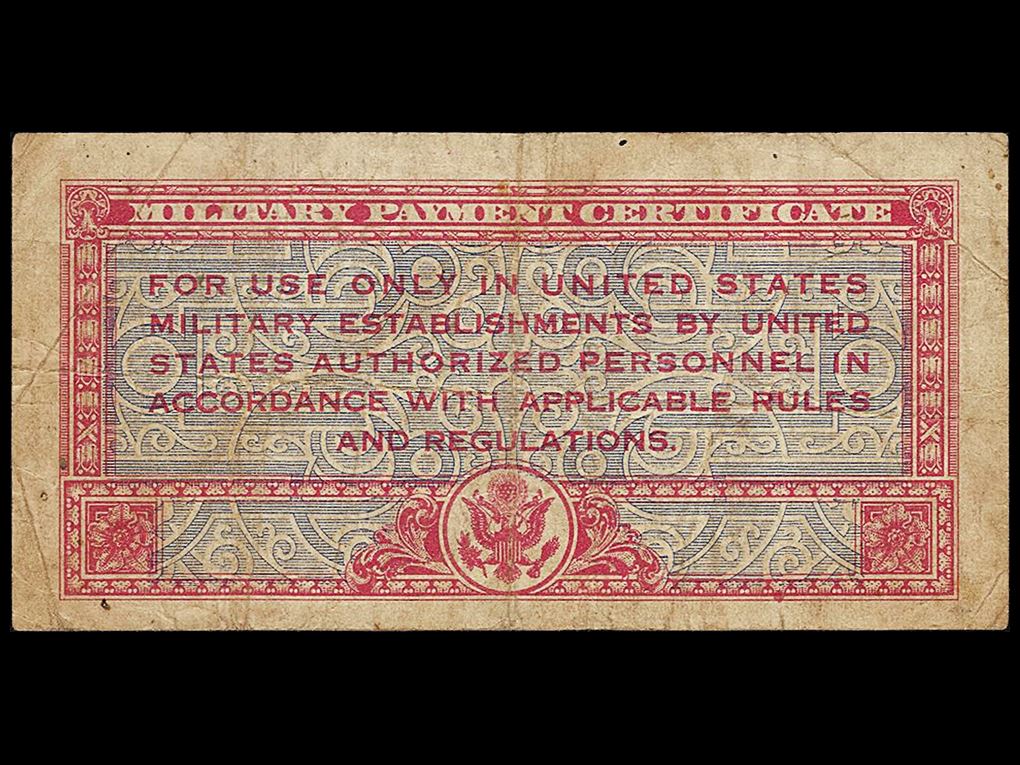 MILITARY PAYMENT CERTIFICATE
FOR USE ONLY IN UNITED STATES
MILITARY ESTABLISHMENTS BY UNITED
STATES AUTHORIZED PERSONNEL IN
ACCORDANCE WITH APPLICABLE RULES
AND REGULATIONS.